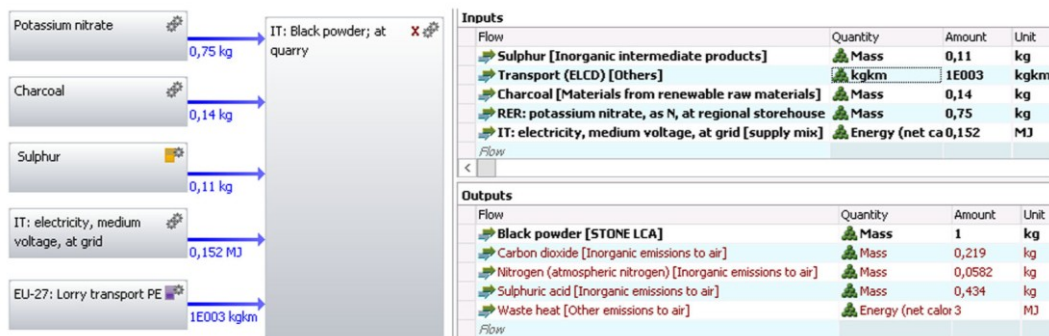 Potassium nitrate
0,75 kg
Charcoal
0,14 kg
Sulphur
0,11 kg
IT: electricity, medium
voltage, at grid
0,152 MJ
EU-27: Lorry transport PE
1E003 kgkm
IT: Black powder; at X
quarry
Inputs
Flow Quantity Amount Unit
Sulphur [Inorganic intermediate products] Mass 0,11 kg
Transport (ELCD) [Others] kgkm 1E003 kgkm
Charcoal [Materials from renewable raw materials] Mass 0,14 kg
RER: potassium nitrate, as N, at regional storehouse Mass 0,75 kg
IT: electricity, medium voltage, at grid [supply mix] Energy (net ca 0,152 MJ
Flow
<
Outputs
Flow Quantity Amount Unit
Black powder [STONE LCA] Mass 1 kg
Carbon dioxide [Inorganic emissions to air] Mass 0,219 kg
Nitrogen (atmospheric nitrogen) [Inorganic emissions to air] Mass 0,0582 kg
Sulphuric acid [Inorganic emissions to air] Mass 0,434 kg
Waste heat [Other emissions to air] Energy (net calor 3 MJ
Flow